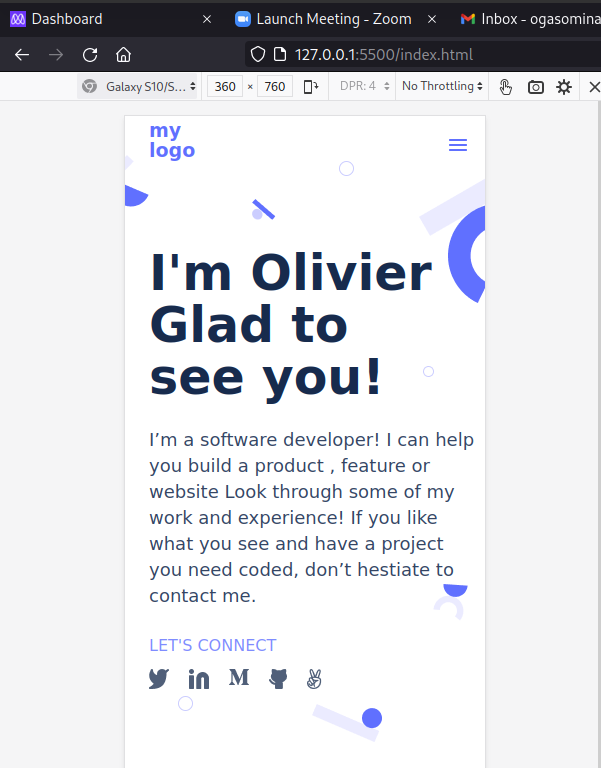 Dashboard
Launch Meeting - Zoom
Inbox - ogasomina
127.0.0.1:5500/index.html
Galaxy S10/S...
360 × 760
DPR: 4
No Throttling
my
logo
I'm Olivier
Glad to
see you!
I’m a software developer! I can help
you build a product , feature or
website Look through some of my
work and experience! If you like
what you see and have a project
you need coded, don’t hestiate to
contact me.
LET'S CONNECT